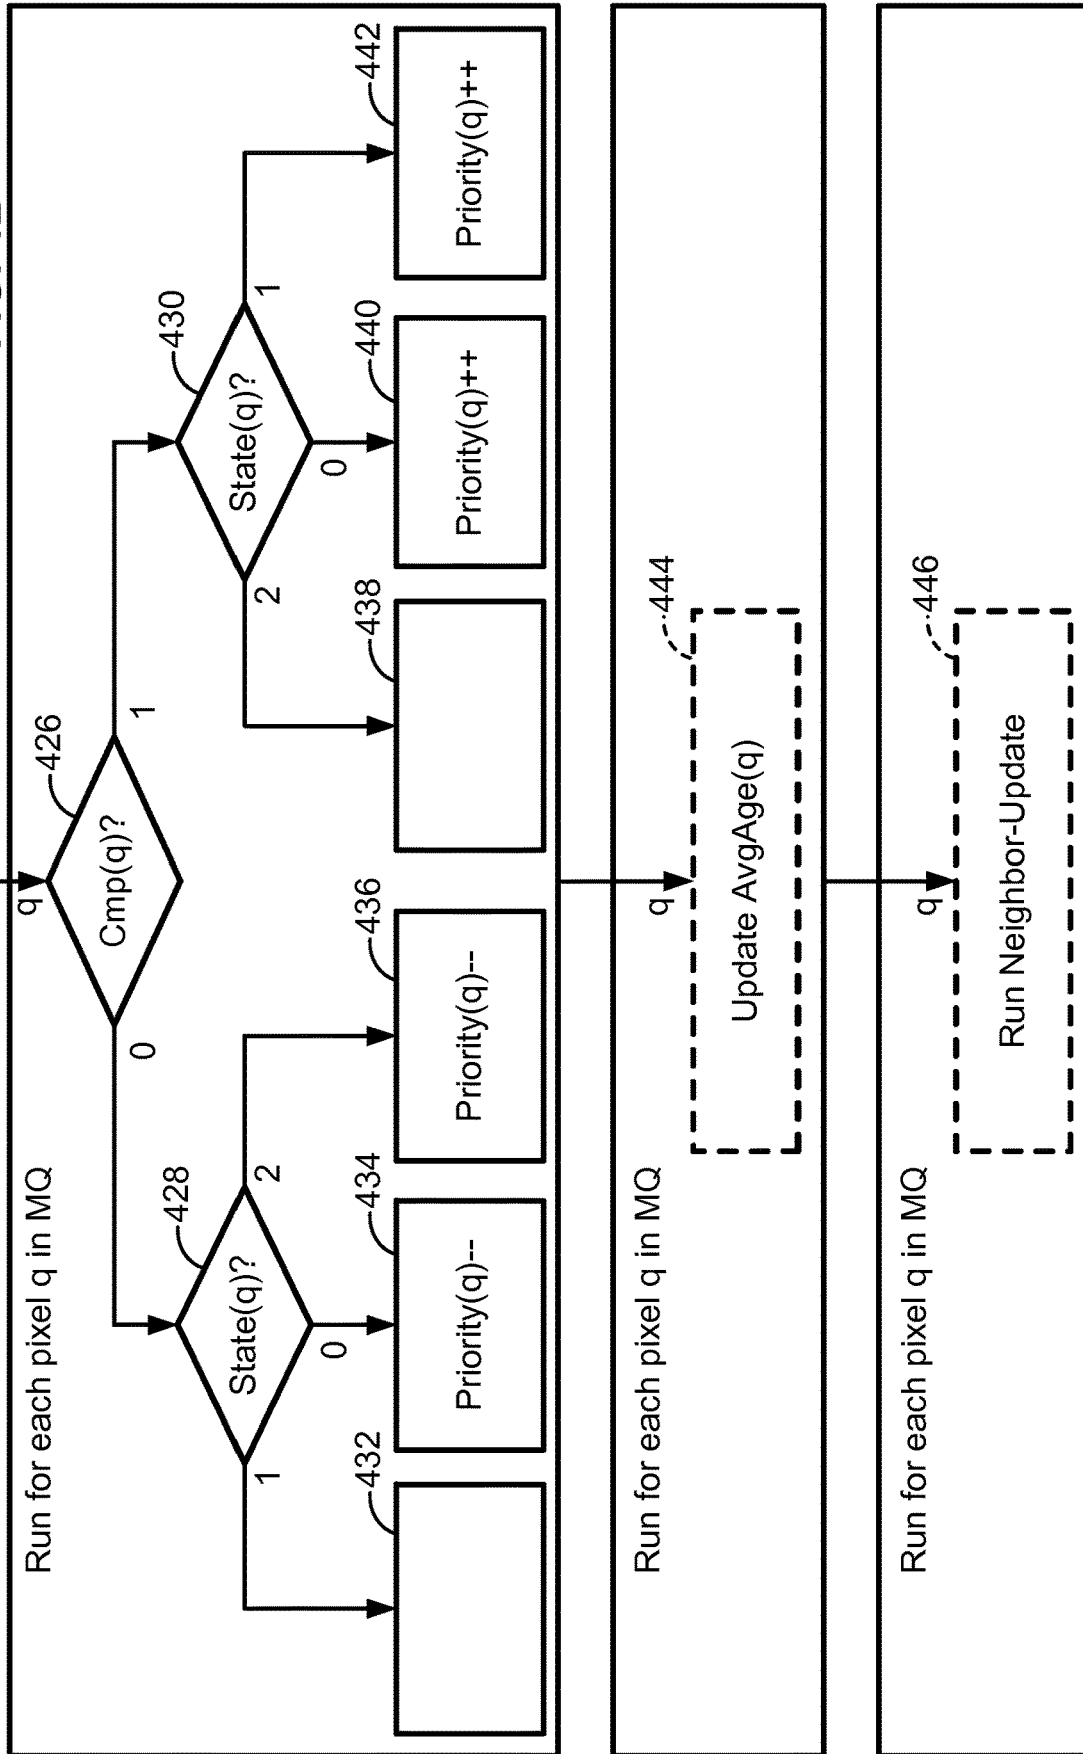 Run for each pixel q in MQ
q
Cmp(q)?
426
0
1
State(q)?
428
1
0
2
State(q)?
430
2
0
1
432
Priority(q)--
434
Priority(q)--
436
438
Priority(q)++
440
Priority(q)++
442
Run for each pixel q in MQ
q
Update AvgAge(q)
444
Run for each pixel q in MQ
q
Run Neighbor-Update
446